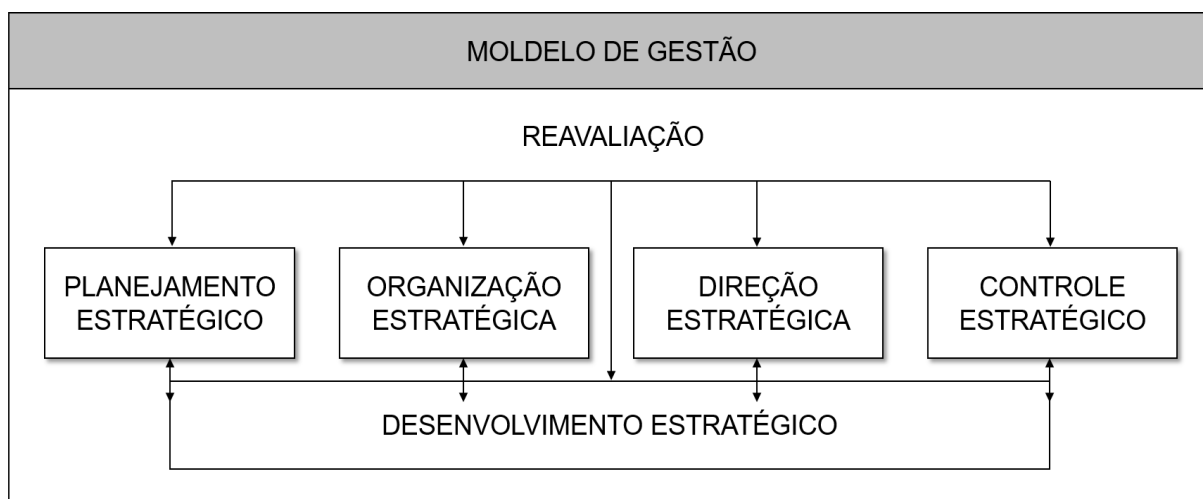 MOLDELO DE GESTÃO
REAVALIAÇÃO
PLANEJAMENTO
ESTRATÉGICO
ORGANIZAÇÃO
ESTRATÉGICA
DIREÇÃO
ESTRATÉGICA
CONTROLE
ESTRATÉGICO
DESENVOLVIMENTO ESTRATÉGICO